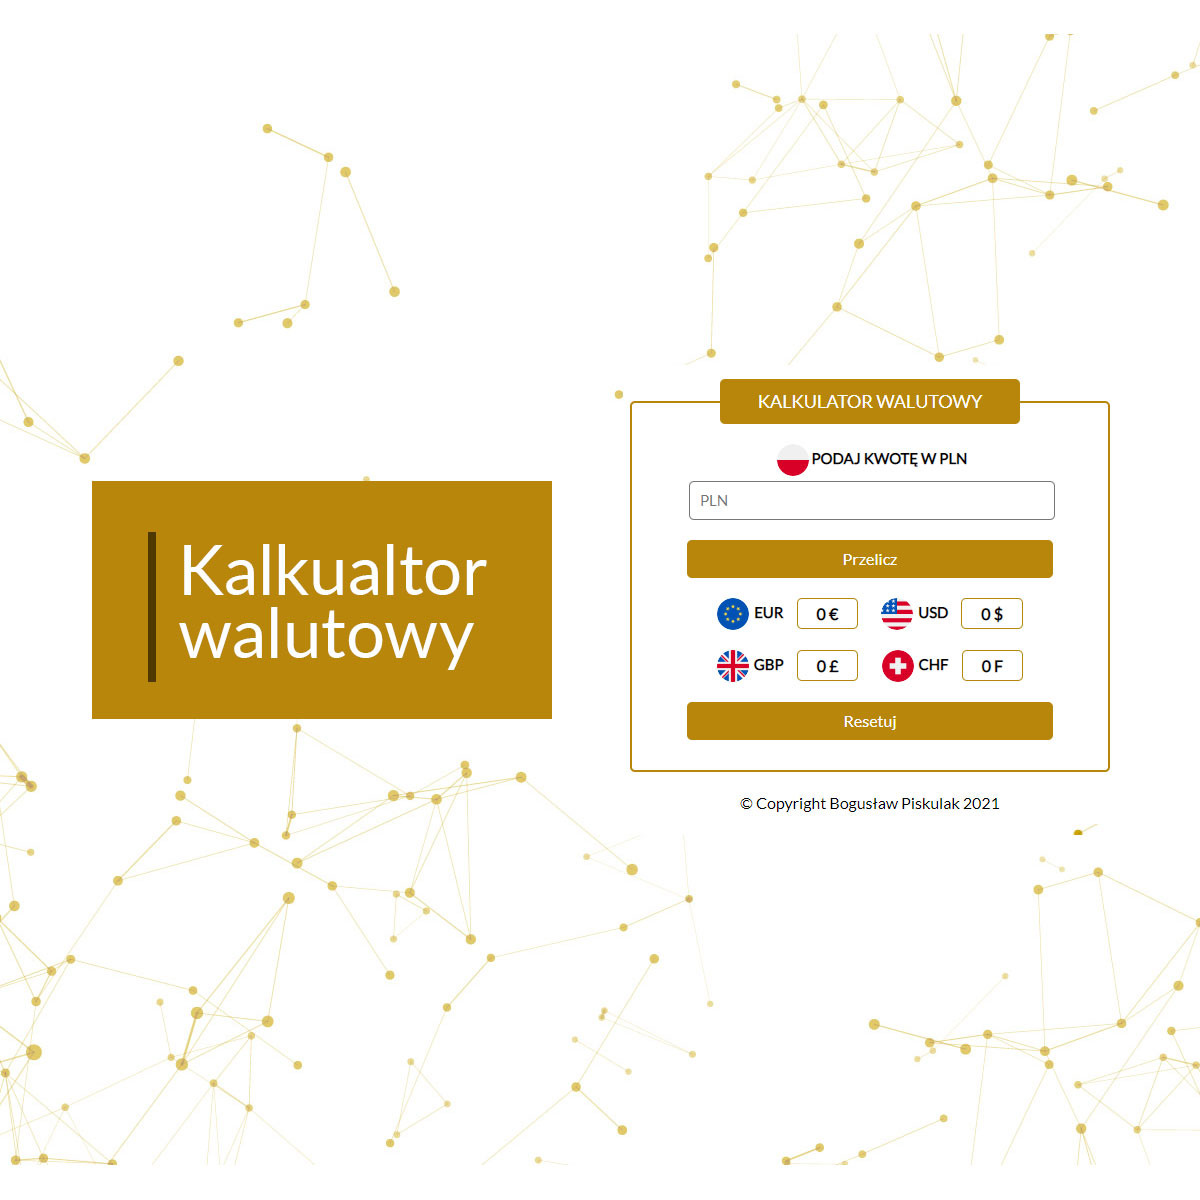 Kalkualtor
walutowy
KALKULATOR WALUTOWY
PODAJ KWOTĘ W PLN
PLN
Przelicz
EUR 0 € USD 0 $
GBP 0 £ CHF 0 F
Resetuj
© Copyright Bogusław Piskulak 2021